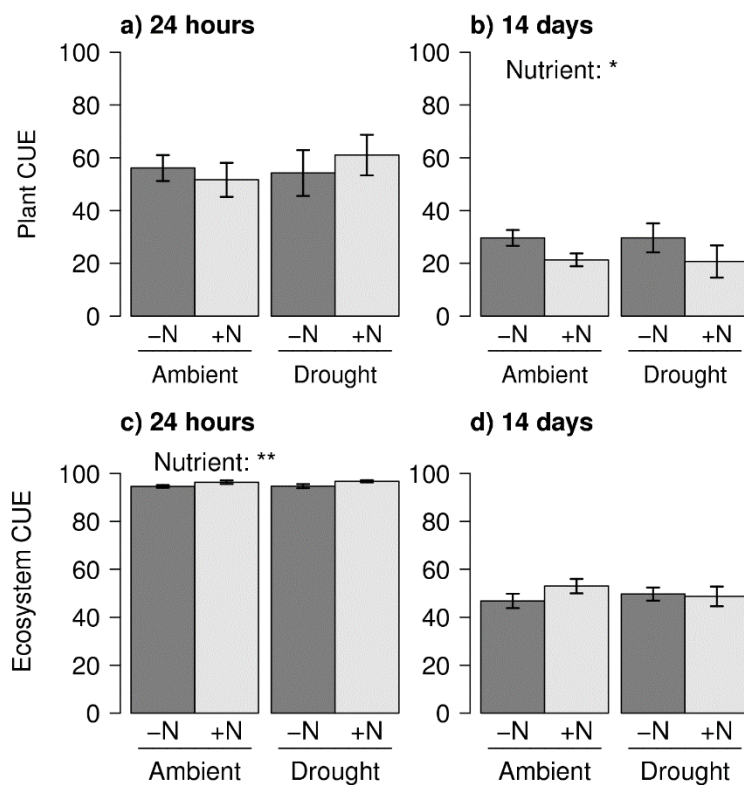 a) 24 hours
b) 14 days
100
80
60
40
20
0
Plant CUE
–N +N –N +N
Ambient Drought
100
80
60
40
20
0
Nutrient: *
–N +N –N +N
Ambient Drought
c) 24 hours
d) 14 days
Nutrient: **
100
80
60
40
20
0
Ecosystem CUE
–N +N –N +N
Ambient Drought
100
80
60
40
20
0
–N +N –N +N
Ambient Drought